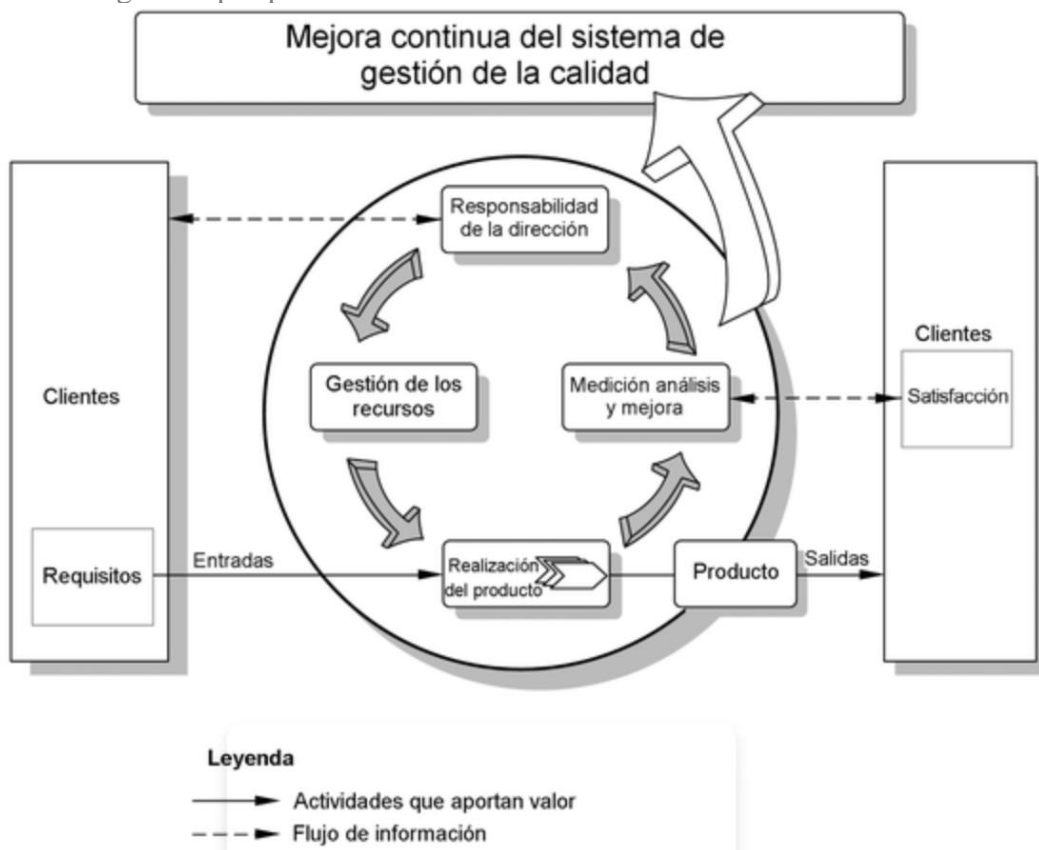 Mejora continua del sistema de
gestión de la calidad
Responsabilidad
de la dirección
Clientes
Gestión de los
recursos
Medición análisis
y mejora
Clientes
Satisfacción
Requisitos
Entradas
Realización
del producto
Producto
Salidas
Leyenda
Actividades que aportan valor
Flujo de información